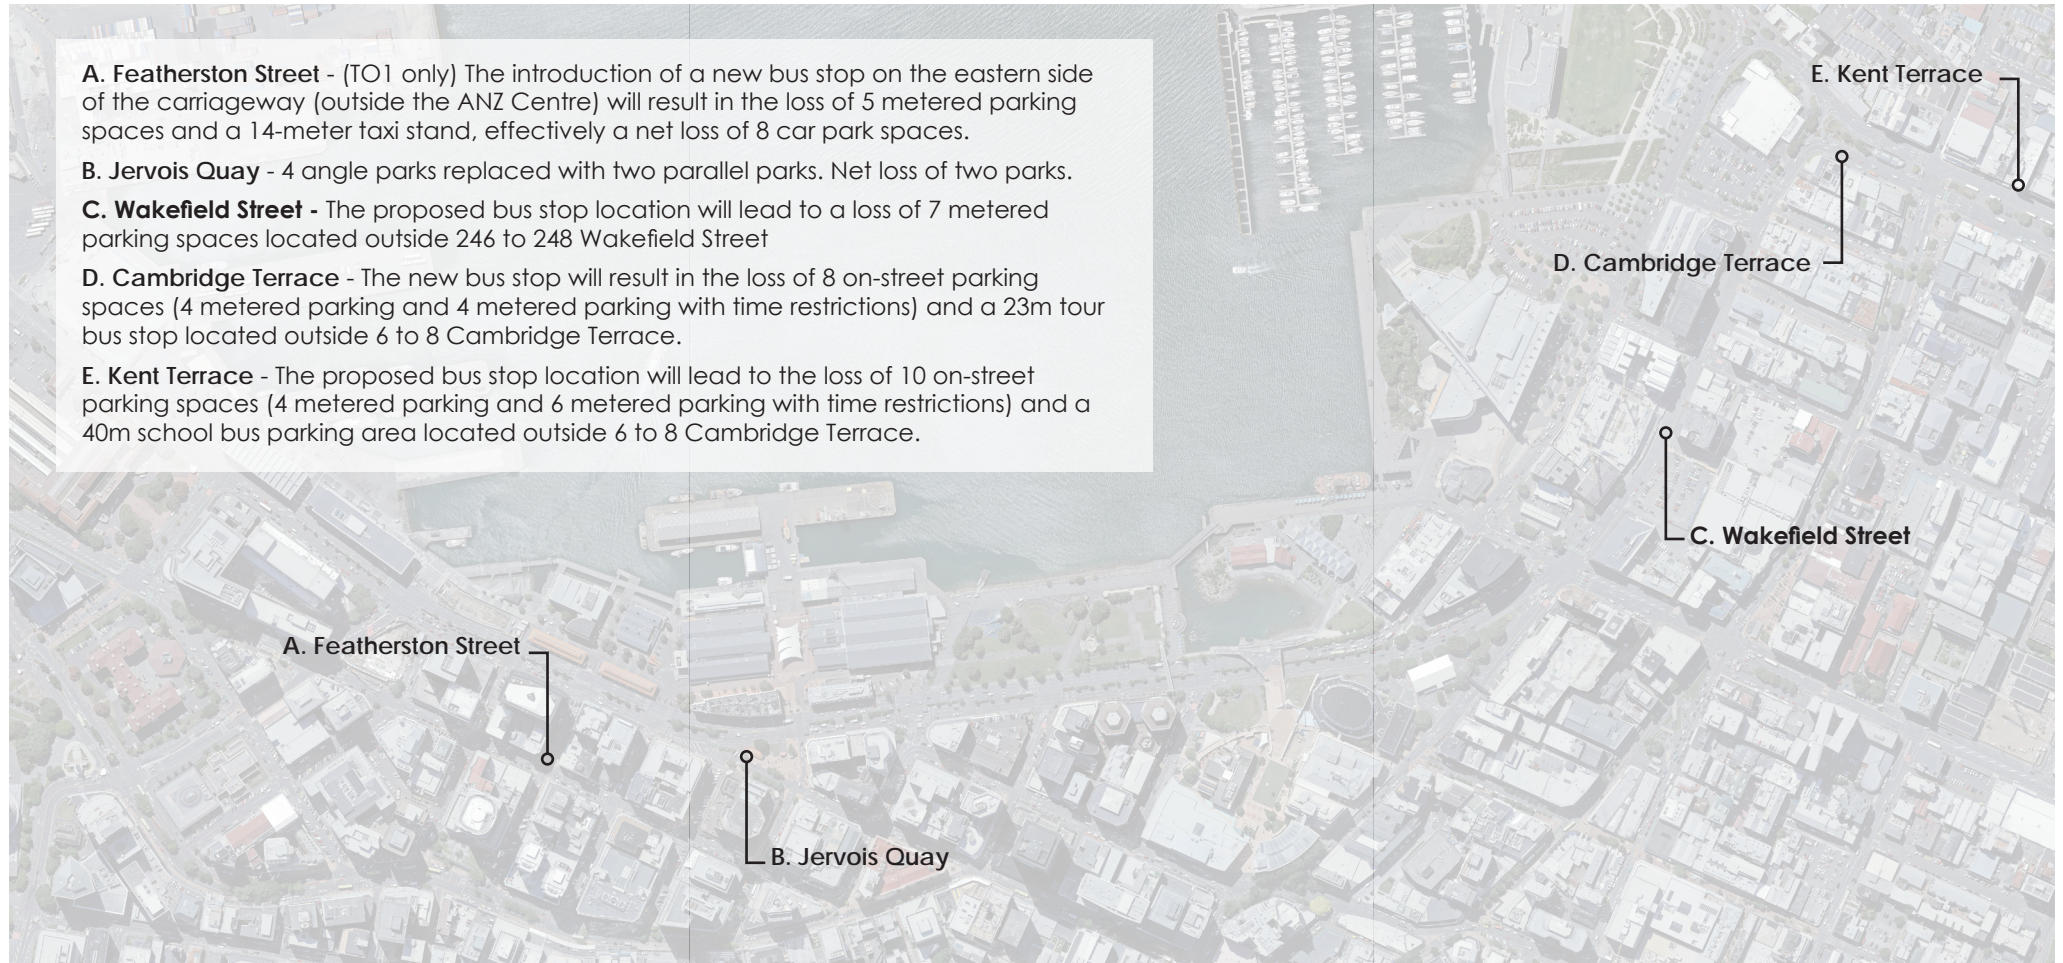 A. Featherston Street - (TO1 only) The introduction of a new bus stop on the eastern side
of the carriageway (outside the ANZ Centre) will result in the loss of 5 metered parking
spaces and a 14-meter taxi stand, effectively a net loss of 8 car park spaces.
B. Jervois Quay - 4 angle parks replaced with two parallel parks. Net loss of two parks.
C. Wakefield Street - The proposed bus stop location will lead to a loss of 7 metered
parking spaces located outside 246 to 248 Wakefield Street
D. Cambridge Terrace - The new bus stop will result in the loss of 8 on-street parking
spaces (4 metered parking and 4 metered parking with time restrictions) and a 23m tour
bus stop located outside 6 to 8 Cambridge Terrace.
E. Kent Terrace - The proposed bus stop location will lead to the loss of 10 on-street
parking spaces (4 metered parking and 6 metered parking with time restrictions) and a
40m school bus parking area located outside 6 to 8 Cambridge Terrace.
E. Kent Terrace
D. Cambridge Terrace
C. Wakefield Street
A. Featherston Street
B. Jervois Quay